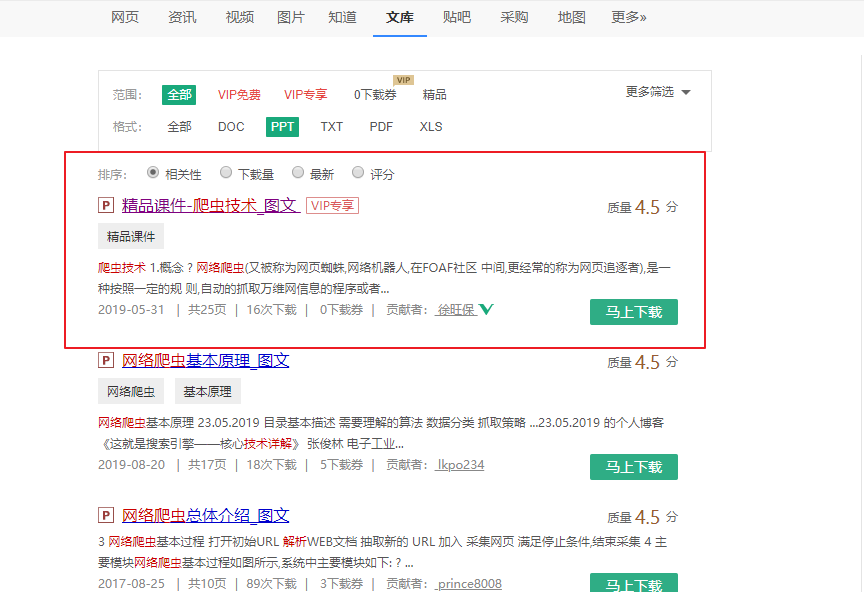 网页 资讯 视频 图片 知道 文库 贴吧 采购 地图 更多»
VIP
范围: 全部 VIP免费 VIP专享 0下载券 精品 更多筛选
格式: 全部 DOC PPT TXT PDF XLS
排序: 相关性 下载量 最新 评分
P 精品课件-爬虫技术_图文 VIP专享 质量 4.5 分
精品课件
爬虫技术 1.概念 ? 网络爬虫(又被称为网页蜘蛛,网络机器人,在FOAF社区 中间,更经常的称为网页追逐者),是一
种按照一定的规 则,自动的抓取万维网信息的程序或者...
2019-05-31 | 共25页 | 16次下载 | 0下载券 | 贡献者: 徐旺保 马上下载
P 网络爬虫基本原理_图文 质量 4.5 分
网络爬虫 基本原理
网络爬虫基本原理 23.05.2019 目录基本描述 需要理解的算法 数据分类 抓取策略 ...23.05.2019 的个人博客
《这就是搜索引擎——核心技术详解》 张俊林 电子工业...
2019-08-20 | 共17页 | 18次下载 | 5下载券 | 贡献者: lkpo234 马上下载
P 网络爬虫总体介绍_图文 质量 4.5 分
3 网络爬虫基本过程 打开初始URL 解析WEB文档 抽取新的 URL 加入 采集网页 满足停止条件,结束采集 4 主
要模块网络爬虫基本过程如图所示,系统中主要模块如下: ? ...
2017-08-25 | 共10页 | 89次下载 | 3下载券 | 贡献者: prince8008 马上下载